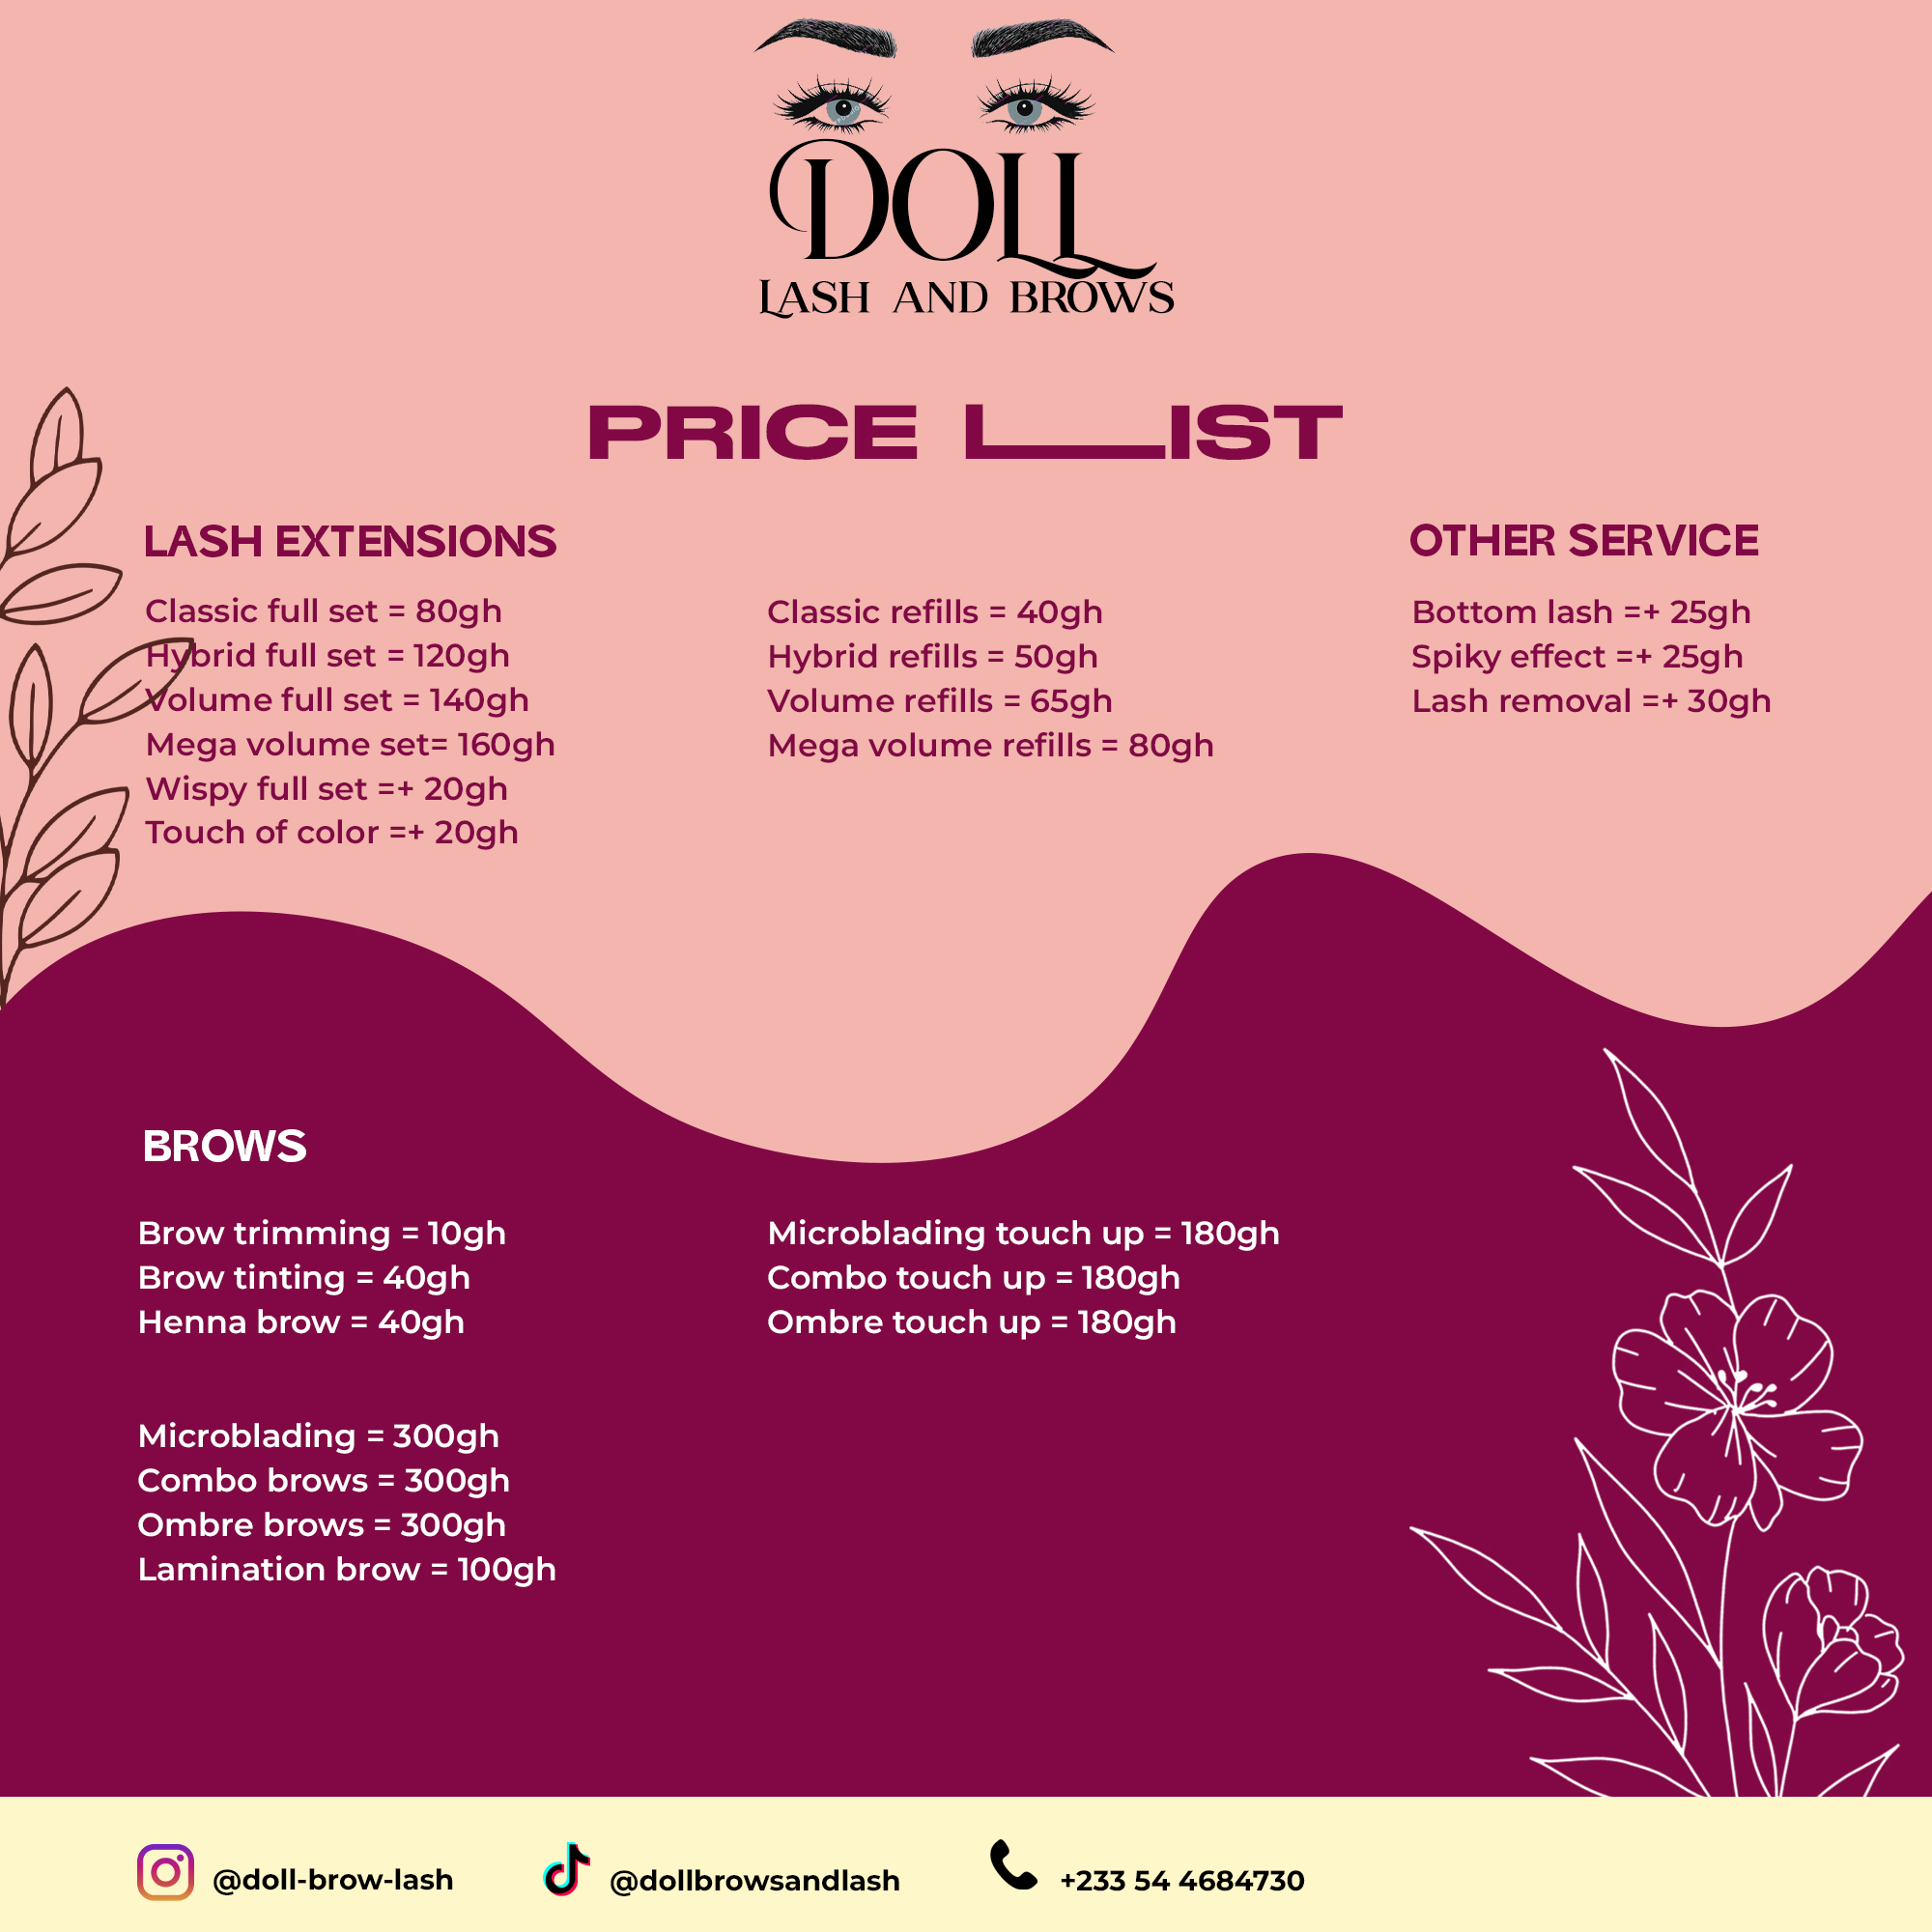 DOLL
LASH AND BROWS
PRICE LIST
LASH EXTENSIONS
Classic full set = 80gh
Hybrid full set = 120gh
Volume full set = 140gh
Mega volume set= 160gh
Wispy full set =+ 20gh
Touch of color =+ 20gh
Classic refills = 40gh
Hybrid refills = 50gh
Volume refills = 65gh
Mega volume refills = 80gh
OTHER SERVICE
Bottom lash =+ 25gh
Spiky effect =+ 25gh
Lash removal =+ 30gh
BROWS
Brow trimming = 10gh
Brow tinting = 40gh
Henna brow = 40gh
Microblading = 300gh
Combo brows = 300gh
Ombre brows = 300gh
Lamination brow = 100gh
Microblading touch up = 180gh
Combo touch up = 180gh
Ombre touch up = 180gh
@doll-brow-lash
@dollbrowsandlash
+233 54 4684730